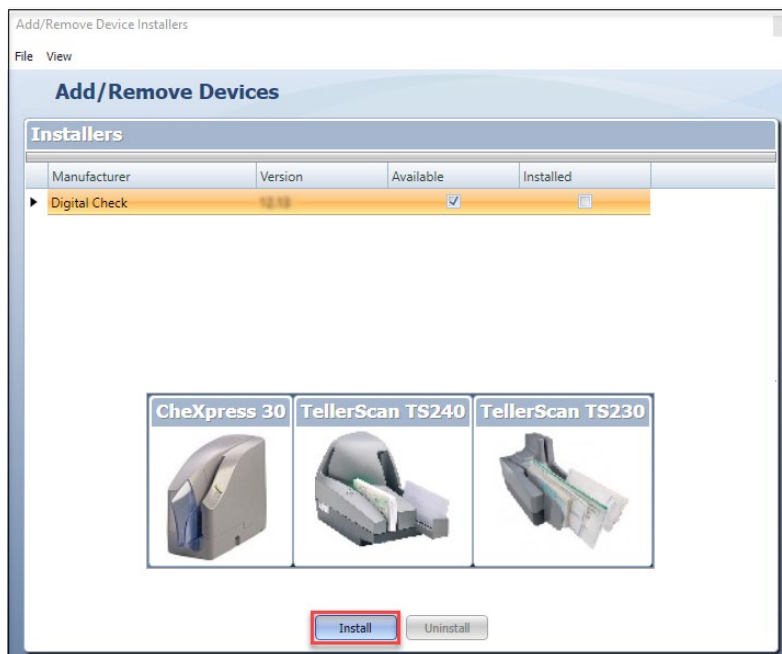 Add/Remove Device Installers
File View
Add/Remove Devices
Installers
Manufacturer Version Available Installed
Digital Check
CheXpress 30 TellerScan TS240 TellerScan TS230
Install Uninstall